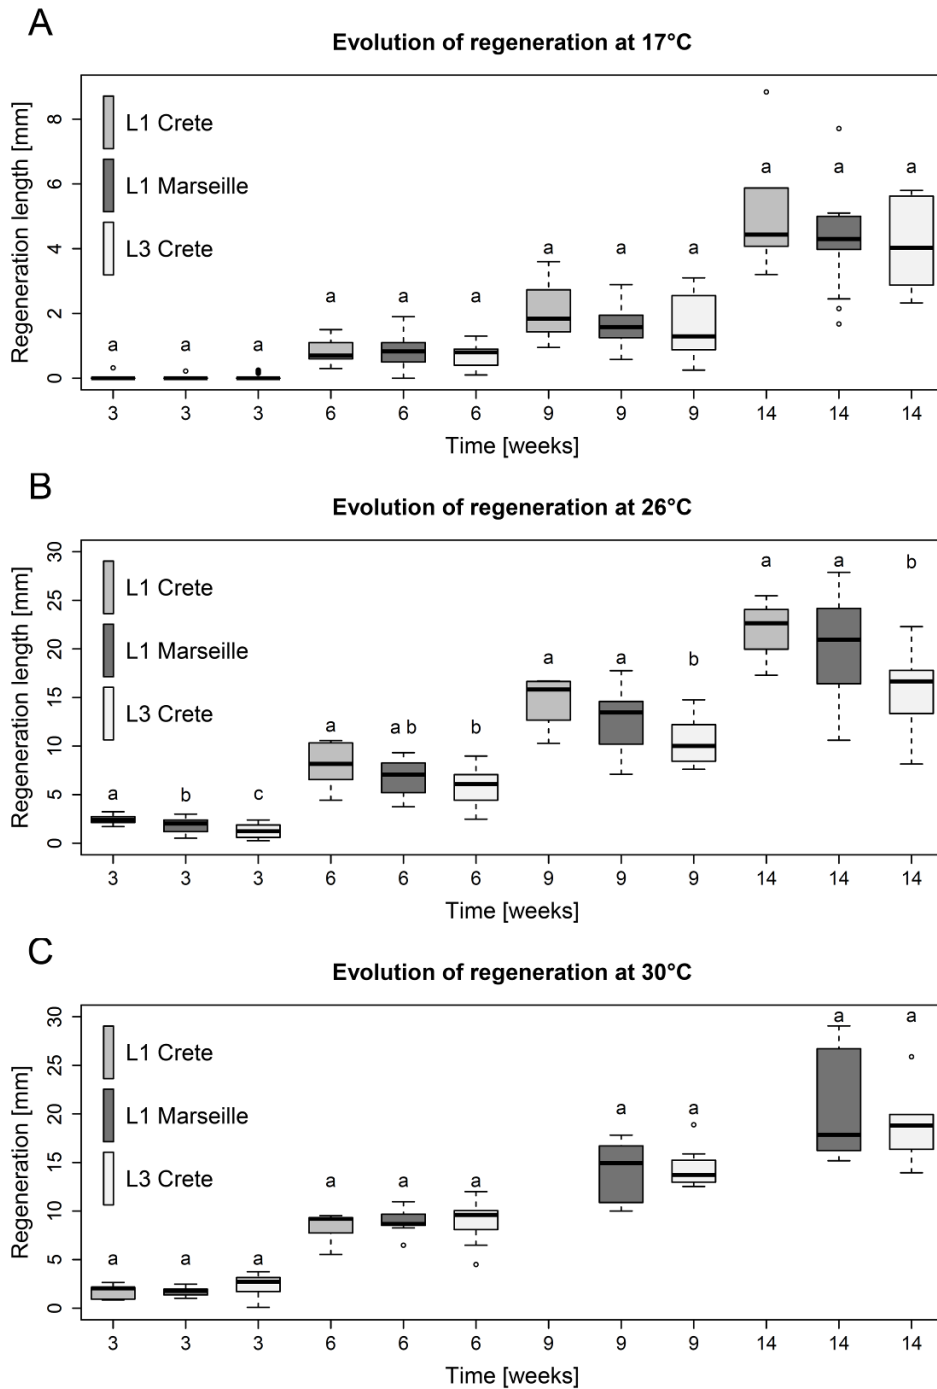 A
Evolution of regeneration at 17°C
Regeneration length [mm]
8
6
4
2
0
L1 Crete
L1 Marseille
L3 Crete
a a a a a a a a a a a a
3 3 3 6 6 6 9 9 9 14 14 14
Time [weeks]
B
Evolution of regeneration at 26°C
Regeneration length [mm]
30
25
20
15
10
5
0
L1 Crete
L1 Marseille
L3 Crete
a b c a a b b a a b a a b
3 3 3 6 6 6 9 9 9 14 14 14
Time [weeks]
C
Evolution of regeneration at 30°C
Regeneration [mm]
30
25
20
15
10
5
0
L1 Crete
L1 Marseille
L3 Crete
a a a a a a a a a a
3 3 3 6 6 6 9 9 9 14 14 14
Time [weeks]